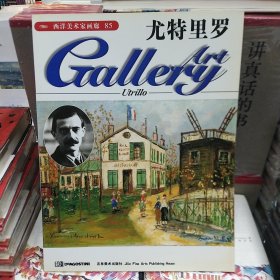 西洋美术家画廊 85
尤特里罗
Art
Gallery
Utrillo
DeAGOSTINI
吉林美术出版社 Jilin Fine Arts Publishing House
讲真话的书